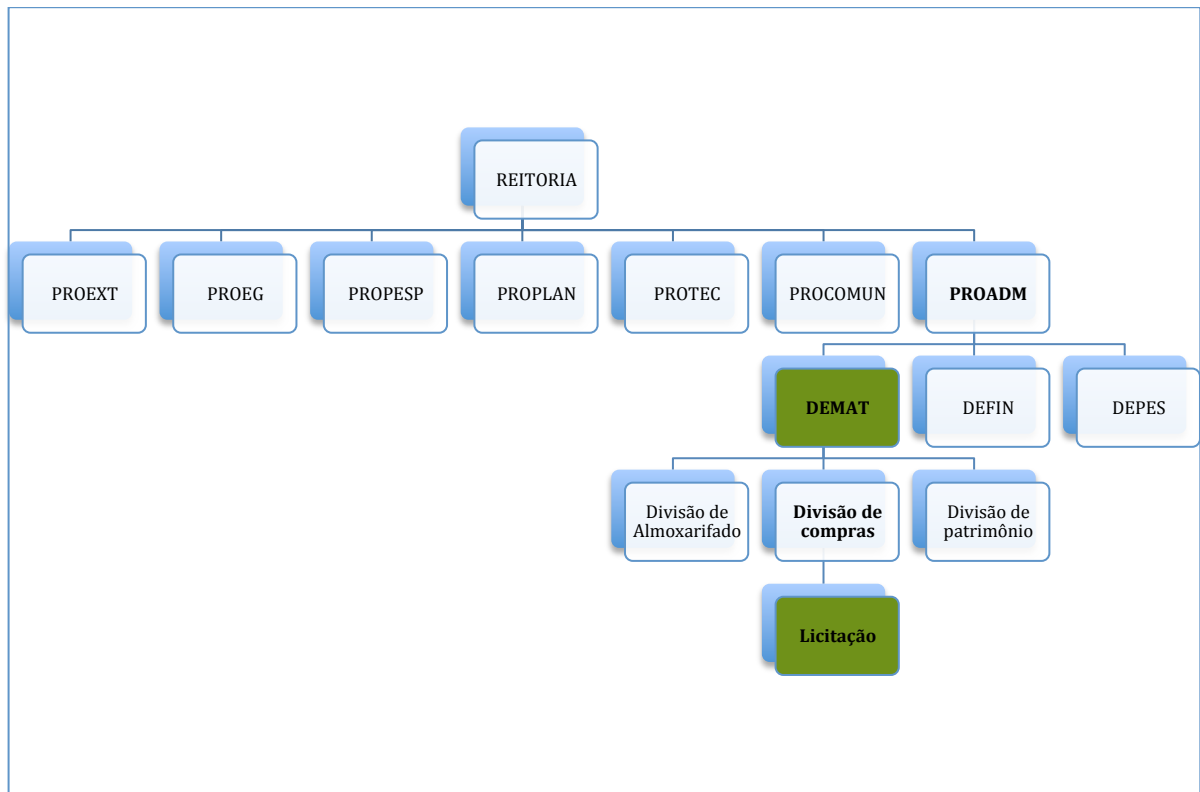 REITORIA
PROEXT
PROEG
PROPESP
PROPLAN
PROTEC
PROCOMUN
PROADM
DEMAT
DEFIN
DEPES
Divisão de
Almoxarifado
Divisão de
compras
Divisão de
patrimônio
Licitação